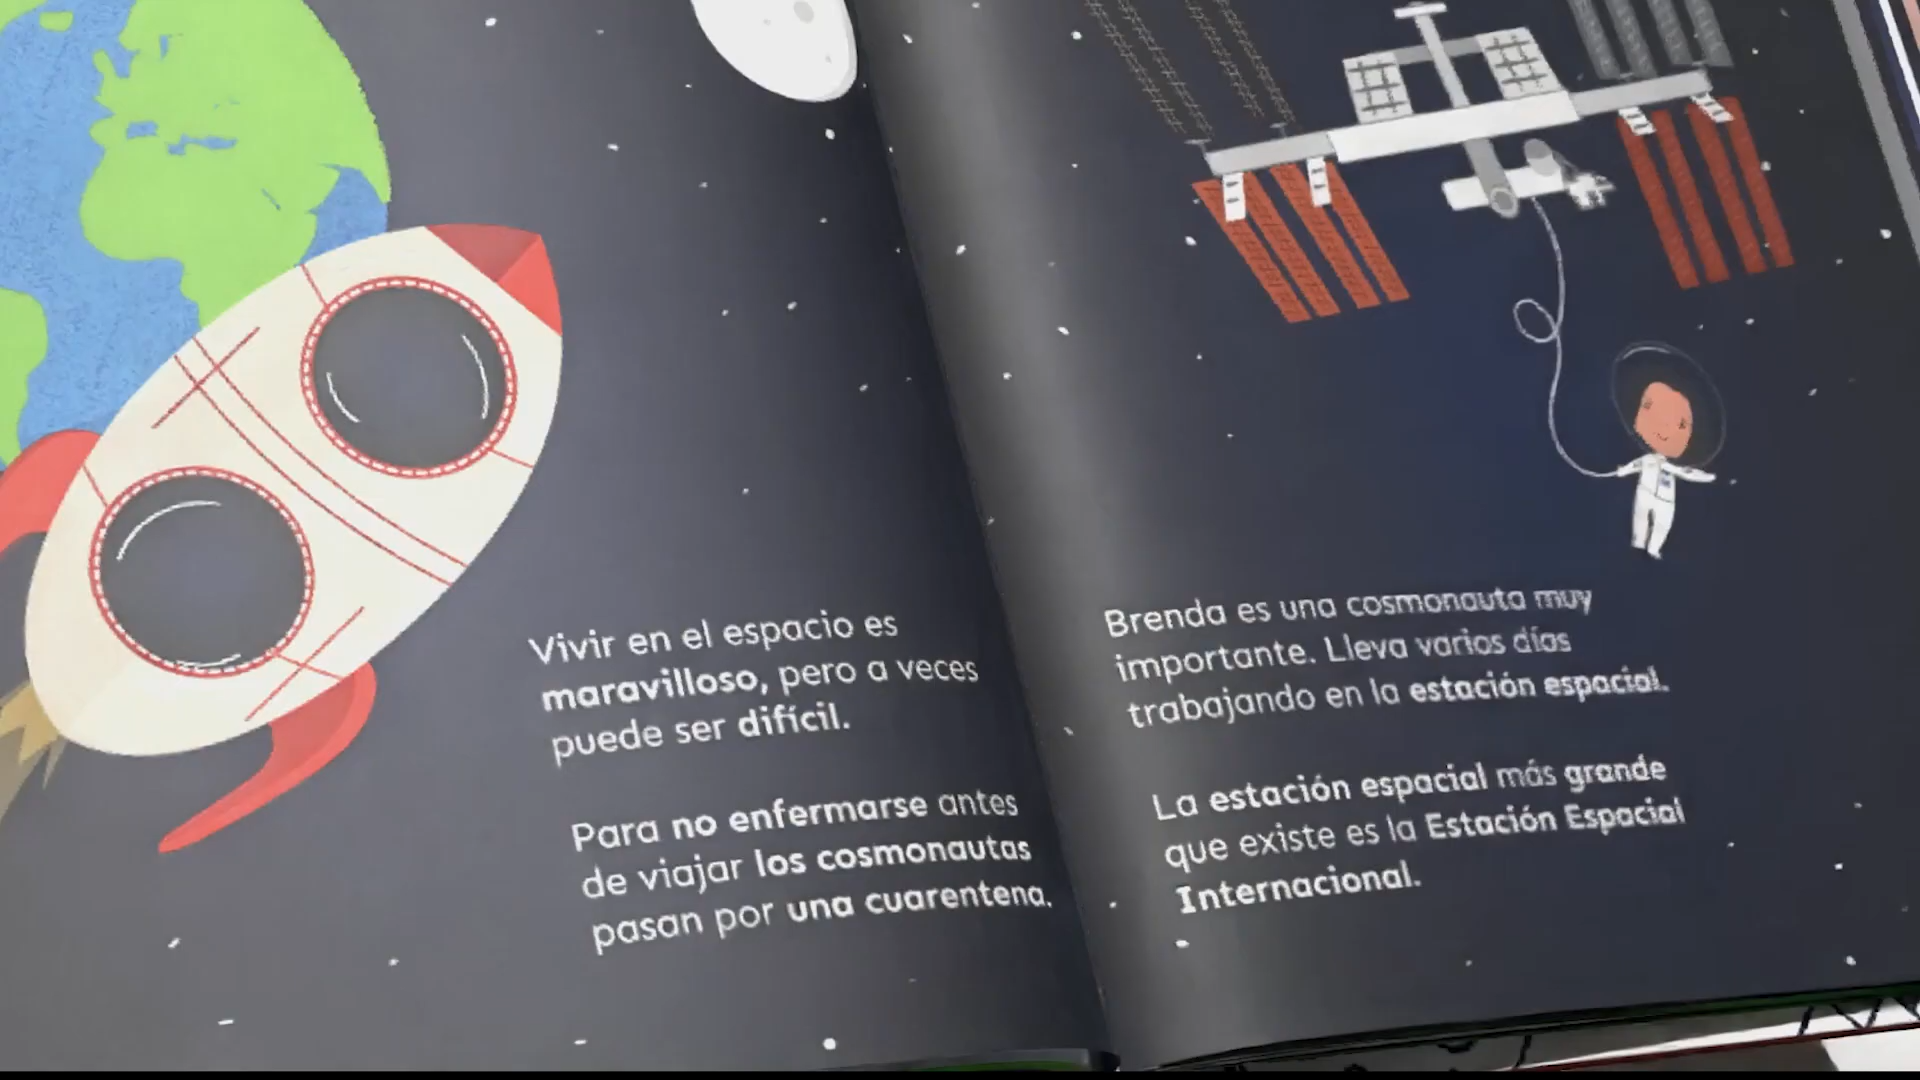 Vivir en el espacio es
maravilloso, pero a veces
puede ser difícil.
Para no enfermarse antes
de viajar los cosmonautas
pasan por una cuarentena.
Brenda es una cosmonauta muy
importante. Lleva varios días
trabajando en la estación espacial.
La estación espacial más grande
que existe es la Estación Espacial
Internacional.